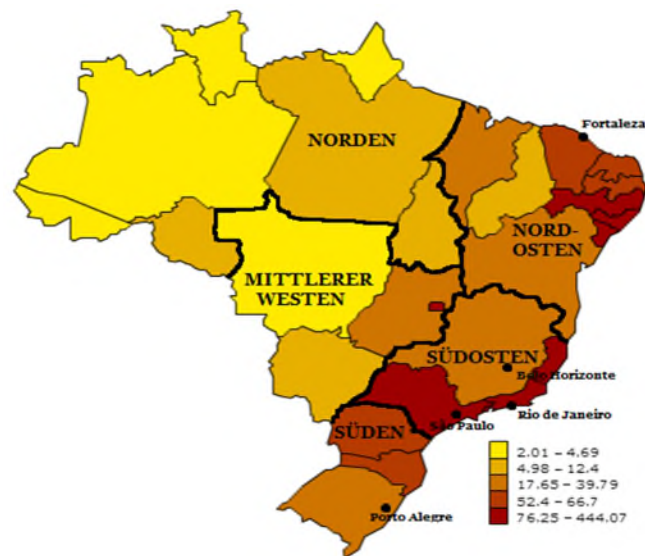 Fortaleza
NORDEN
NORD-
OSTEN
MITTLERER
WESTEN
SÜDOSTEN
Belo Horizonte
Rio de Janeiro
São Paulo
SÜDEN
Porto Alegre
2.01 – 4.69
4.98 – 12.4
17.65 – 39.79
52.4 – 66.7
76.25 – 444.07